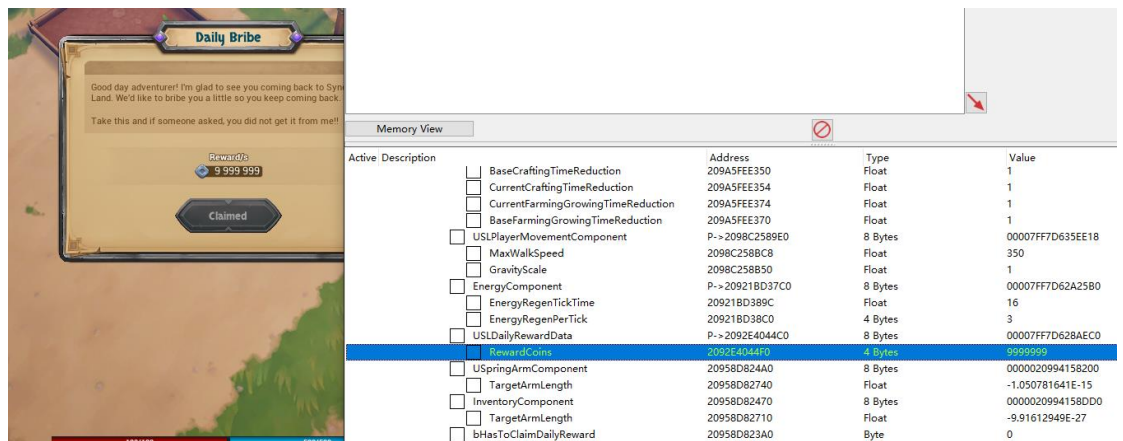 Daily Bribe
Good day adventurer! I'm glad to see you coming back to Syn
Land. We'd like to bribe you a little so you keep coming back.
Take this and if someone asked, you did not get it from me!!
Reward/s
9 999 999
Claimed
Memory View
Active Description Address Type Value
BaseCraftingTimeReduction 209A5FEE350 Float 1
CurrentCraftingTimeReduction 209A5FEE354 Float 1
CurrentFarmingGrowingTimeReduction 209A5FEE374 Float 1
BaseFarmingGrowingTimeReduction 209A5FEE370 Float 1
USLPlayerMovementComponent P->2098C2589E0 8 Bytes 00007FF7D635EE18
MaxWalkSpeed 2098C258BC8 Float 350
GravityScale 2098C258B50 Float 1
EnergyComponent P->20921BD37C0 8 Bytes 00007FF7D62A25B0
EnergyRegenTickTime 20921BD389C Float 16
EnergyRegenPerTick 20921BD38C0 4 Bytes 3
USLDailyRewardData P->2092E4044C0 8 Bytes 00007FF7D628AEC0
RewardCoins 2092E4044F0 4 Bytes 9999999
USpringArmComponent 20958D824A0 8 Bytes 0000020994158200
TargetArmLength 20958D82740 Float -1.050781641E-15
InventoryComponent 20958D82470 8 Bytes 0000020994158DD0
TargetArmLength 20958D82710 Float -9.91612949E-27
bHasToClaimDailyReward 20958D823A0 Byte 0